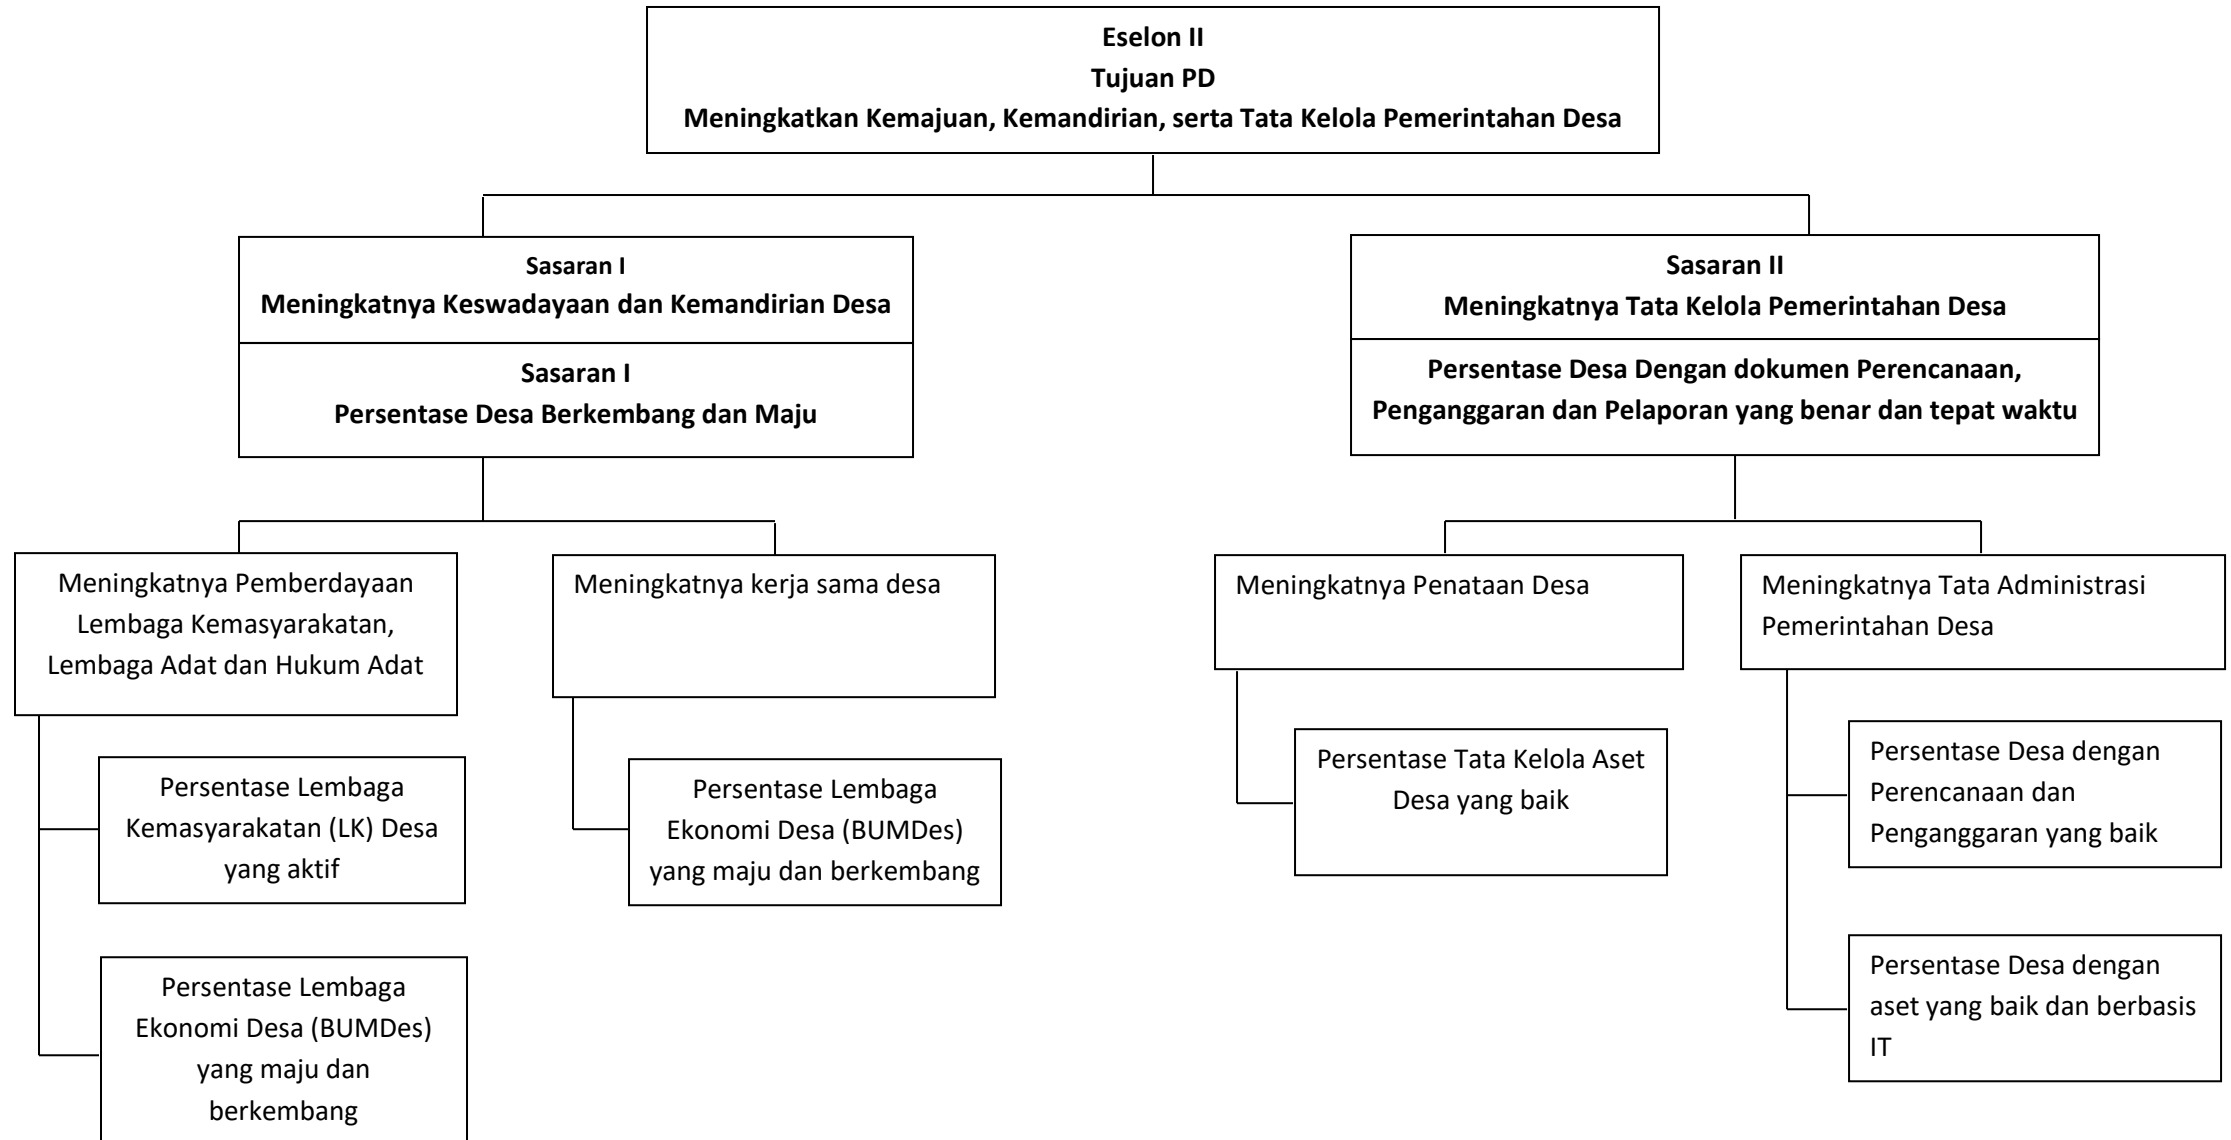 Eselon II
Tujuan PD
Meningkatkan Kemajuan, Kemandirian, serta Tata Kelola Pemerintahan Desa
Sasaran I
Meningkatnya Keswadayaan dan Kemandirian Desa
Sasaran I
Persentase Desa Berkembang dan Maju
Sasaran II
Meningkatnya Tata Kelola Pemerintahan Desa
Persentase Desa Dengan dokumen Perencanaan,
Penganggaran dan Pelaporan yang benar dan tepat waktu
Meningkatnya Pemberdayaan
Lembaga Kemasyarakatan,
Lembaga Adat dan Hukum Adat
Meningkatnya kerja sama desa
Meningkatnya Penataan Desa
Meningkatnya Tata Administrasi
Pemerintahan Desa
Persentase Lembaga
Kemasyarakatan (LK) Desa
yang aktif
Persentase Lembaga
Ekonomi Desa (BUMDes)
yang maju dan berkembang
Persentase Tata Kelola Aset
Desa yang baik
Persentase Desa dengan
Perencanaan dan
Penganggaran yang baik
Persentase Lembaga
Ekonomi Desa (BUMDes)
yang maju dan
berkembang
Persentase Desa dengan
aset yang baik dan berbasis
IT